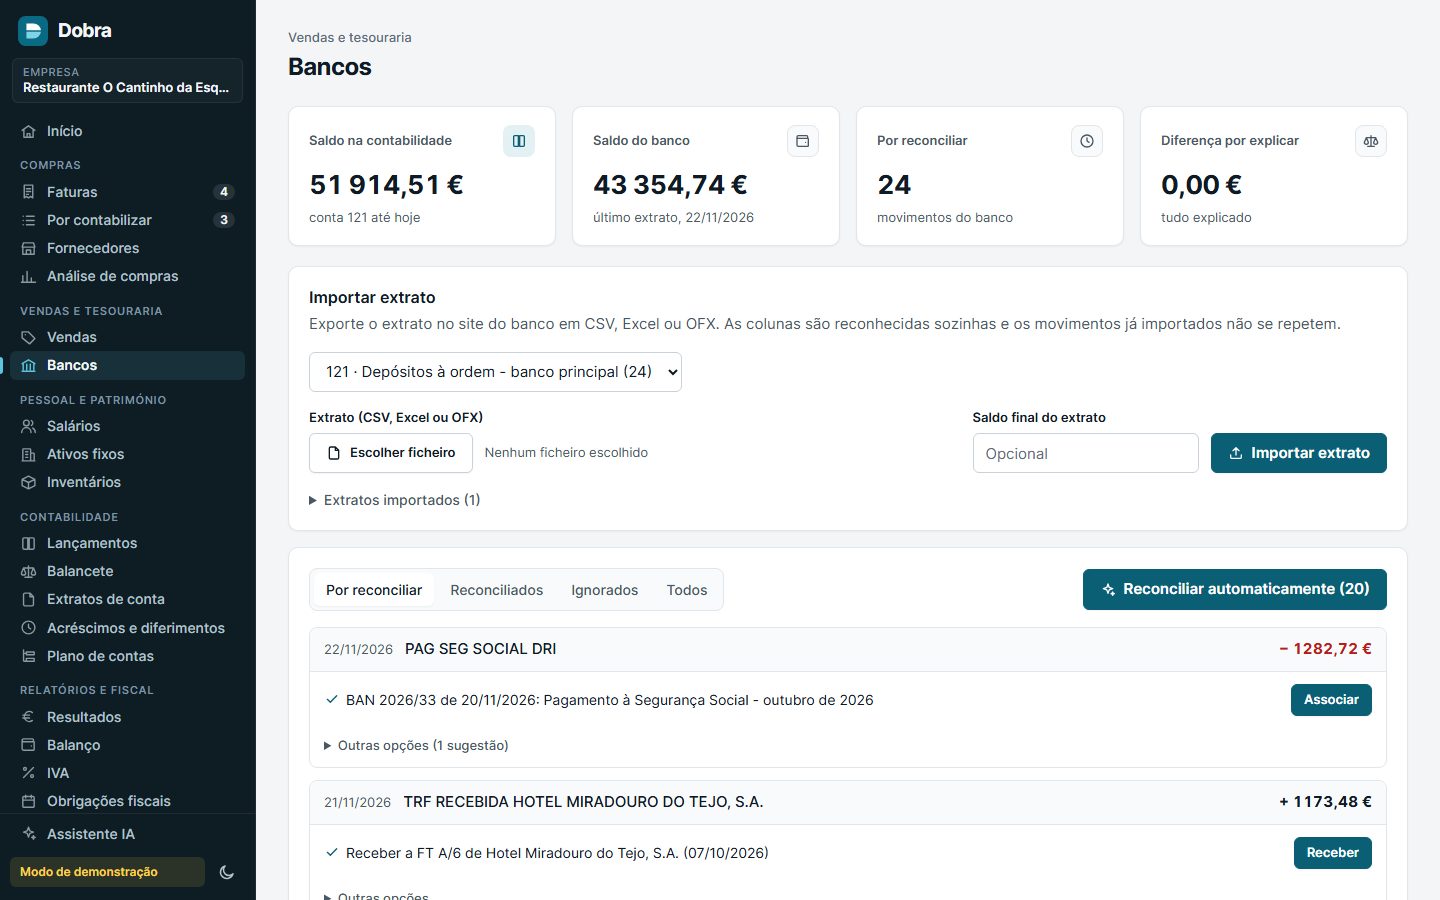 Dobra
EMPRESA
Restaurante O Cantinho da Esq...
Início
COMPRAS
Faturas 4
Por contabilizar 3
Fornecedores
Análise de compras
VENDAS E TESOURARIA
Vendas
Bancos
PESSOAL E PATRIMÓNIO
Salários
Ativos fixos
Inventários
CONTABILIDADE
Lançamentos
Balancete
Extratos de conta
Acréscimos e diferimentos
Plano de contas
RELATÓRIOS E FISCAL
Resultados
Balanço
IVA
Obrigações fiscais
Assistente IA
Modo de demonstração
Vendas e tesouraria
Bancos
Saldo na contabilidade
51 914,51 €
conta 121 até hoje
Saldo do banco
43 354,74 €
último extrato, 22/11/2026
Por reconciliar
24
movimentos do banco
Diferença por explicar
0,00 €
tudo explicado
Importar extrato
Exporte o extrato no site do banco em CSV, Excel ou OFX. As colunas são reconhecidas sozinhas e os movimentos já importados não se repetem.
121 · Depósitos à ordem - banco principal (24)
Extrato (CSV, Excel ou OFX)
Escolher ficheiro Nenhum ficheiro escolhido
Saldo final do extrato
Opcional
Importar extrato
Extratos importados (1)
Por reconciliar Reconciliados Ignorados Todos
Reconciliar automaticamente (20)
22/11/2026 PAG SEG SOCIAL DRI − 1282,72 €
BAN 2026/33 de 20/11/2026: Pagamento à Segurança Social - outubro de 2026 Associar
Outras opções (1 sugestão)
21/11/2026 TRF RECEBIDA HOTEL MIRADOURO DO TEJO, S.A. + 1173,48 €
Receber a FT A/6 de Hotel Miradouro do Tejo, S.A. (07/10/2026) Receber
Outras opções